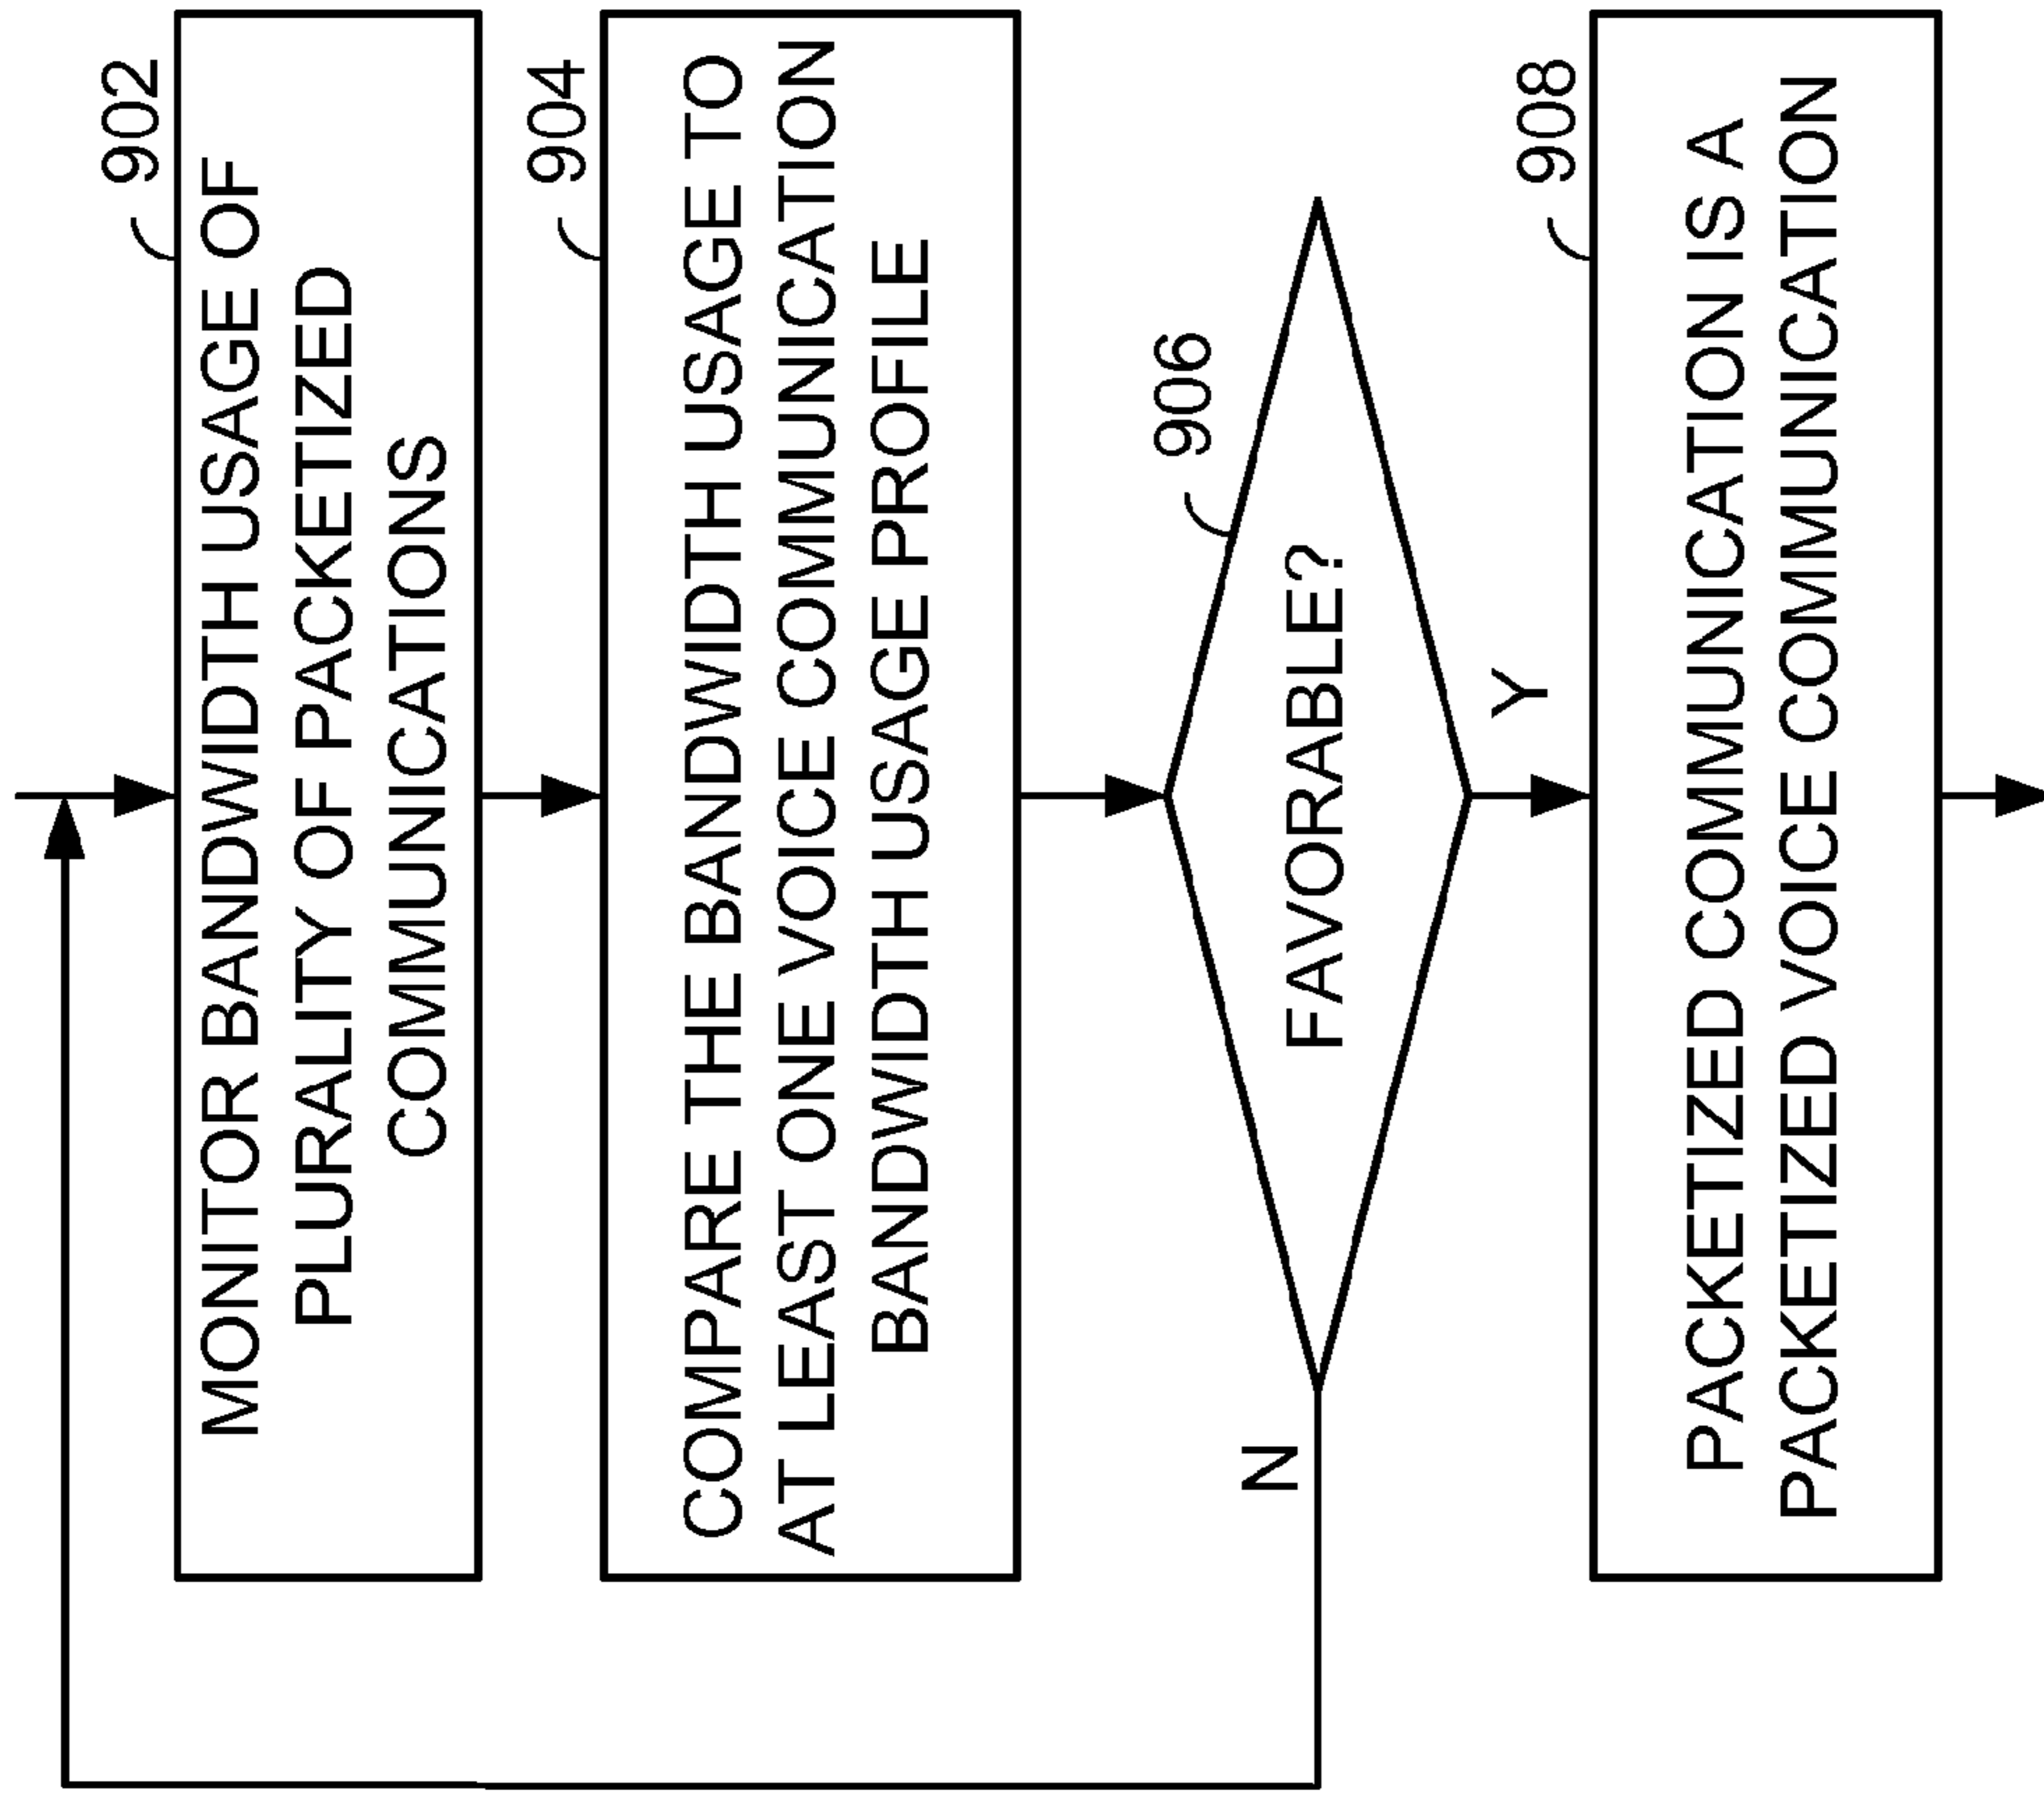 902
MONITOR BANDWIDTH USAGE OF
PLURALITY OF PACKETIZED
COMMUNICATIONS
904
COMPARE THE BANDWIDTH USAGE TO
AT LEAST ONE VOICE COMMUNICATION
BANDWIDTH USAGE PROFILE
906
FAVORABLE?
N
Y
908
PACKETIZED COMMUNICATION IS A
PACKETIZED VOICE COMMUNICATION